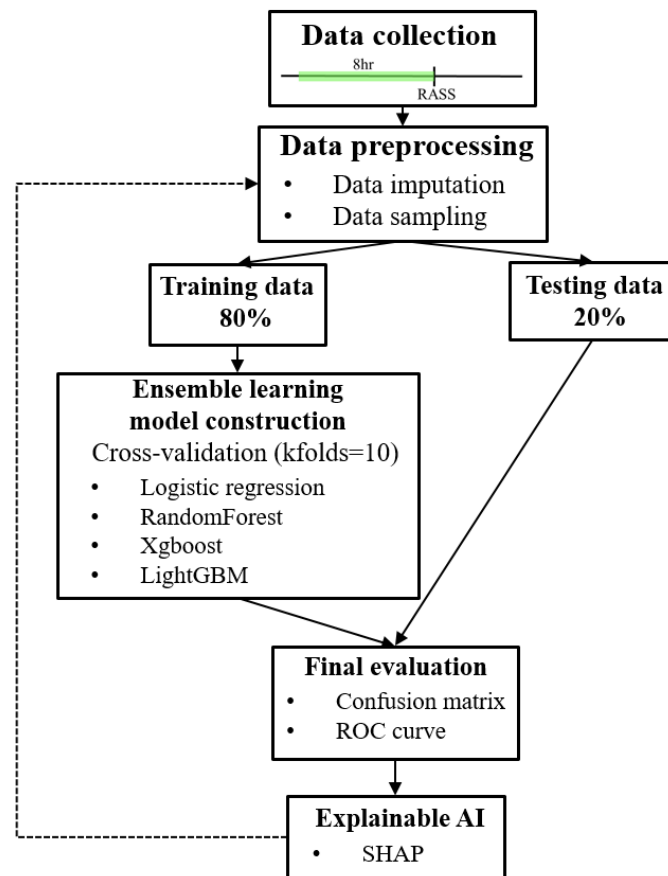 Data collection
8hr
RASS
Data preprocessing
• Data imputation
• Data sampling
Training data
80%
Testing data
20%
Ensemble learning
model construction
Cross-validation (kfolds=10)
• Logistic regression
• RandomForest
• Xgboost
• LightGBM
Final evaluation
• Confusion matrix
• ROC curve
Explainable AI
• SHAP